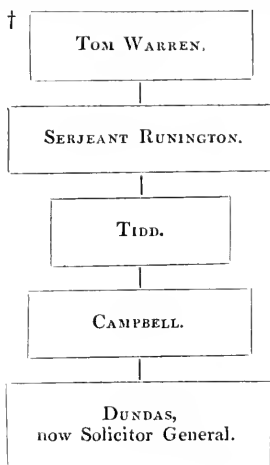 †
Tom Warren.
Serjeant Runington.
Tidd.
Campbell.
Dundas,
now Solicitor General.